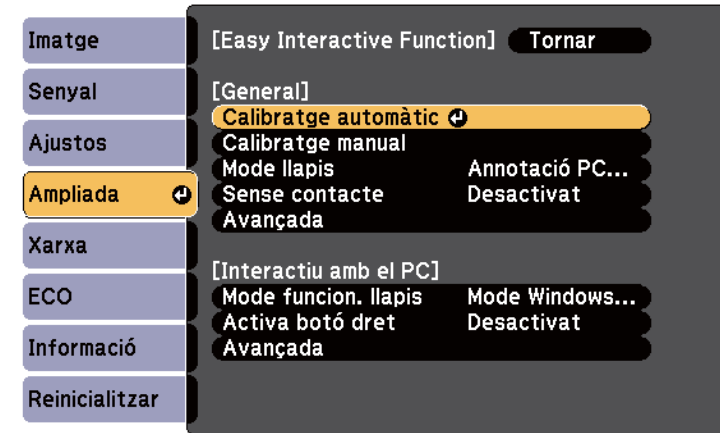 Imatge
Senyal
Ajustos
Ampliada
Xarxa
ECO
Informació
Reinicialitzar
[Easy Interactive Function] Tornar
[General]
Calibratge automàtic
Calibratge manual
Mode llapis Annotació PC...
Sense contacte Desactivat
Avançada
[Interactiu amb el PC]
Mode funcion. llapis Mode Windows...
Activa botó dret Desactivat
Avançada